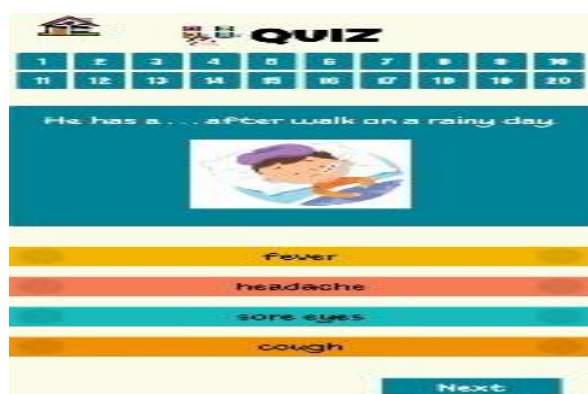 QUIZ
1 2 3 4 5 6 7 8 9 10
11 12 13 14 15 16 17 18 19 20
He has a . . . after walk on a rainy day.
fever
headache
sore eyes
cough
Next